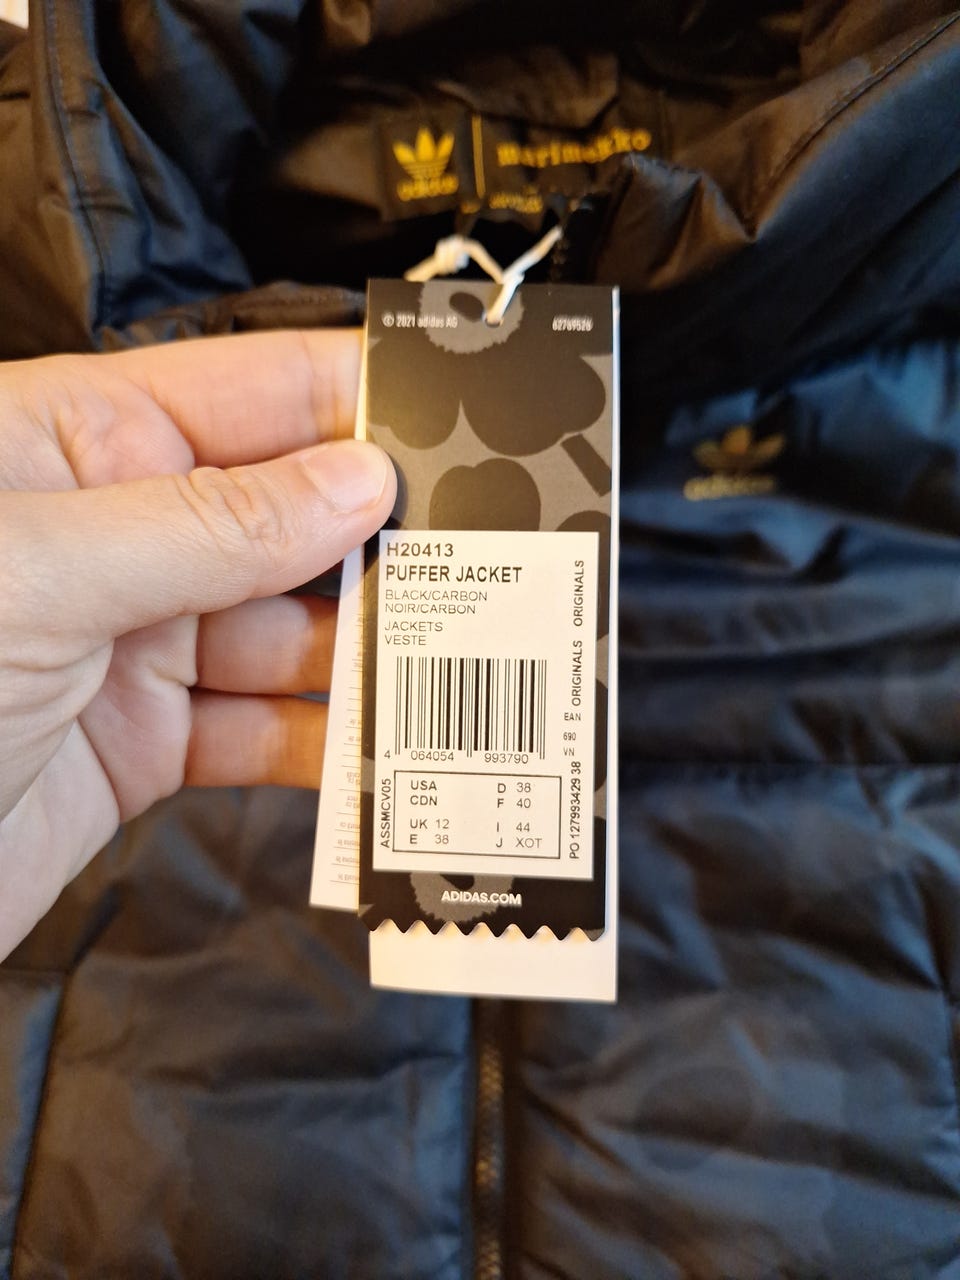 adidas
marimekko
© 2021 adidas AG
62769526
H20413
PUFFER JACKET
BLACK/CARBON
NOIR/CARBON
JACKETS
VESTE
ORIGINALS ORIGINALS
EAN
690
VN
4 064054 993790
ASSMCV05
PO 127993429 38
USA
CDN
UK 12
E 38
D 38
F 40
I 44
J XOT
ADIDAS.COM
adidas